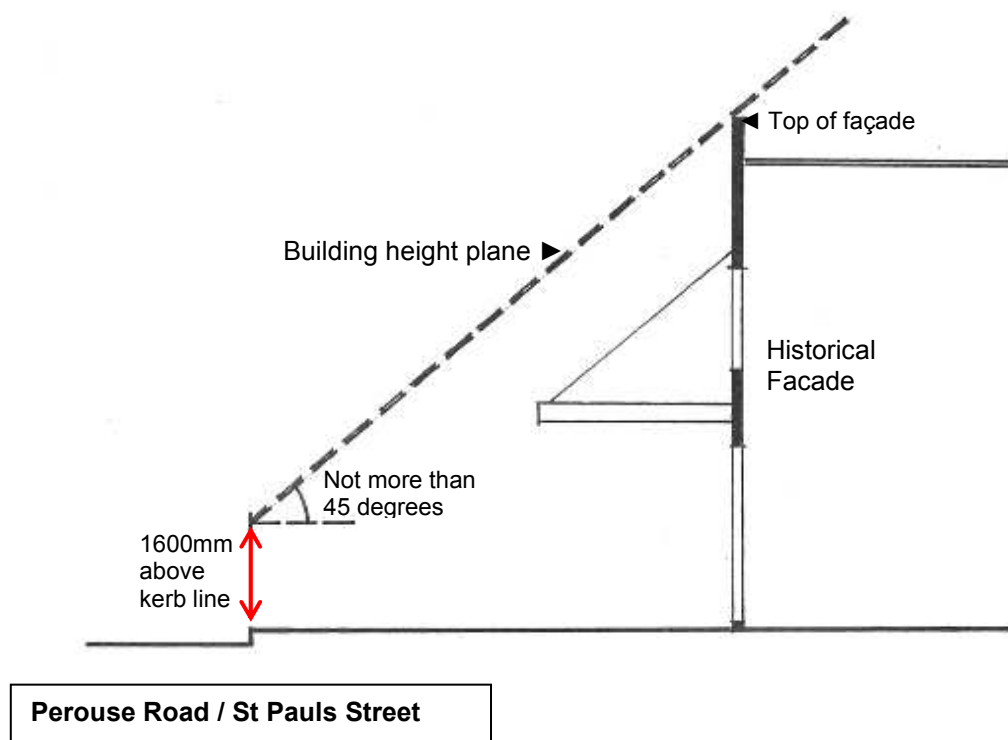 ◄ Top of façade
Building height plane ►
Historical
Facade
Not more than
45 degrees
1600mm
above
kerb line
Perouse Road / St Pauls Street